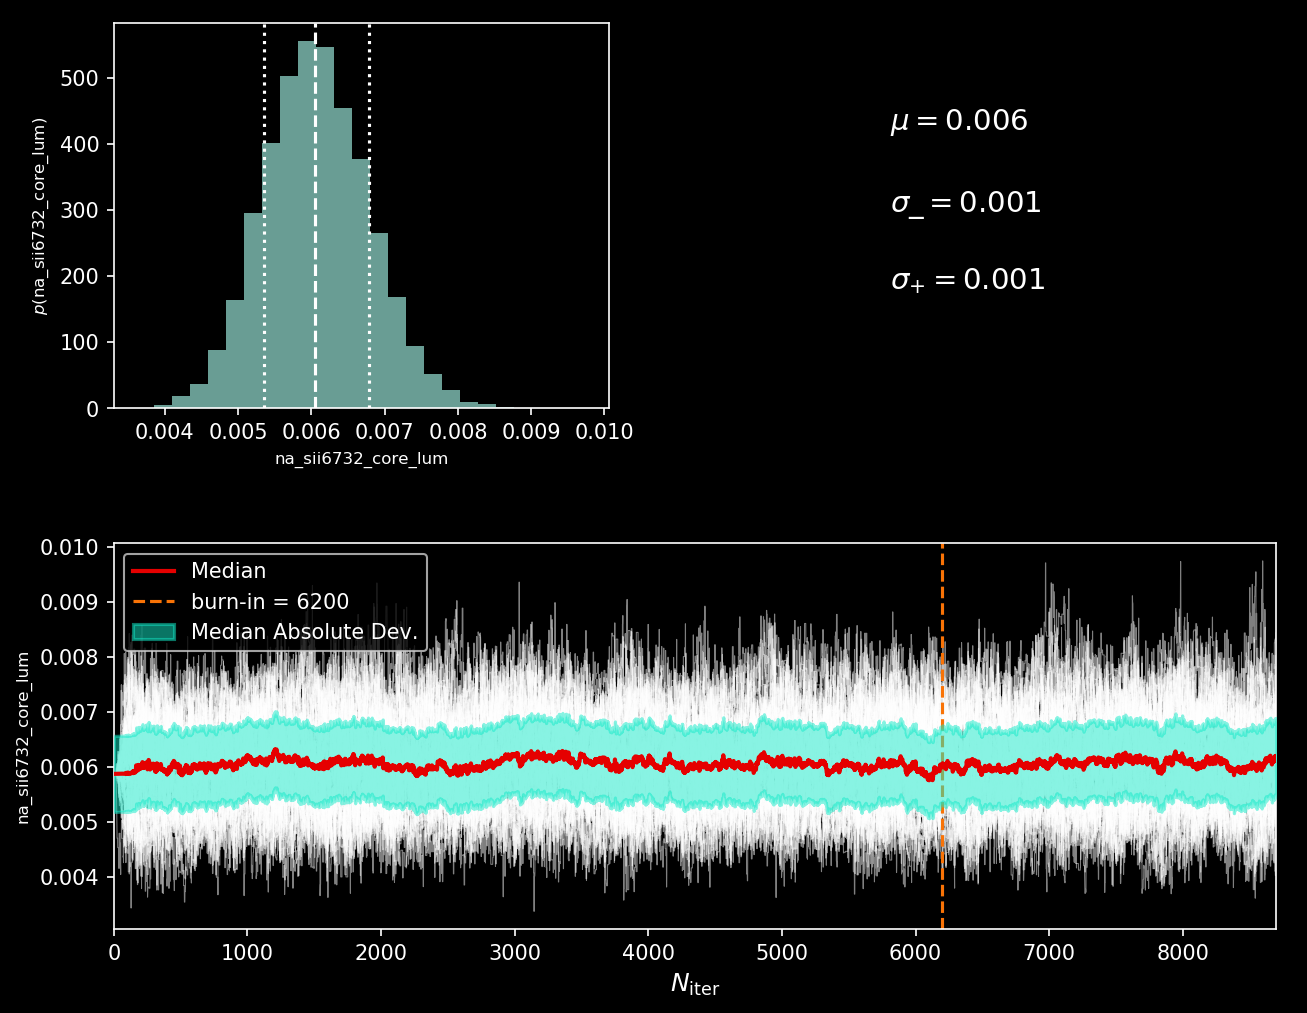 500
400
300
200
100
0
p(na_sii6732_core_lum)
0.004 0.005 0.006 0.007 0.008 0.009 0.010
na_sii6732_core_lum
μ = 0.006
σ₋ = 0.001
σ₊ = 0.001
0.010
0.009
0.008
0.007
0.006
0.005
0.004
na_sii6732_core_lum
Median
burn-in = 6200
Median Absolute Dev.
0 1000 2000 3000 4000 5000 6000 7000 8000
N_iter